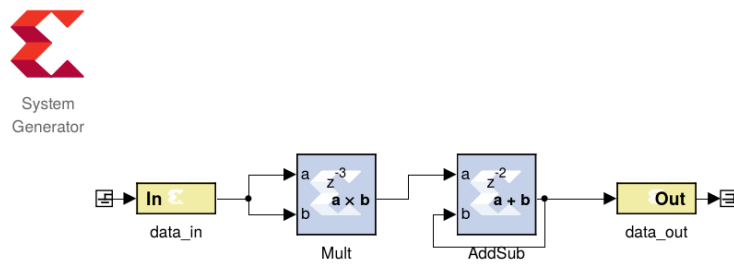 System
Generator
In
data_in
a
b
z-3
a × b
Mult
a
b
z-2
a + b
AddSub
Out
data_out